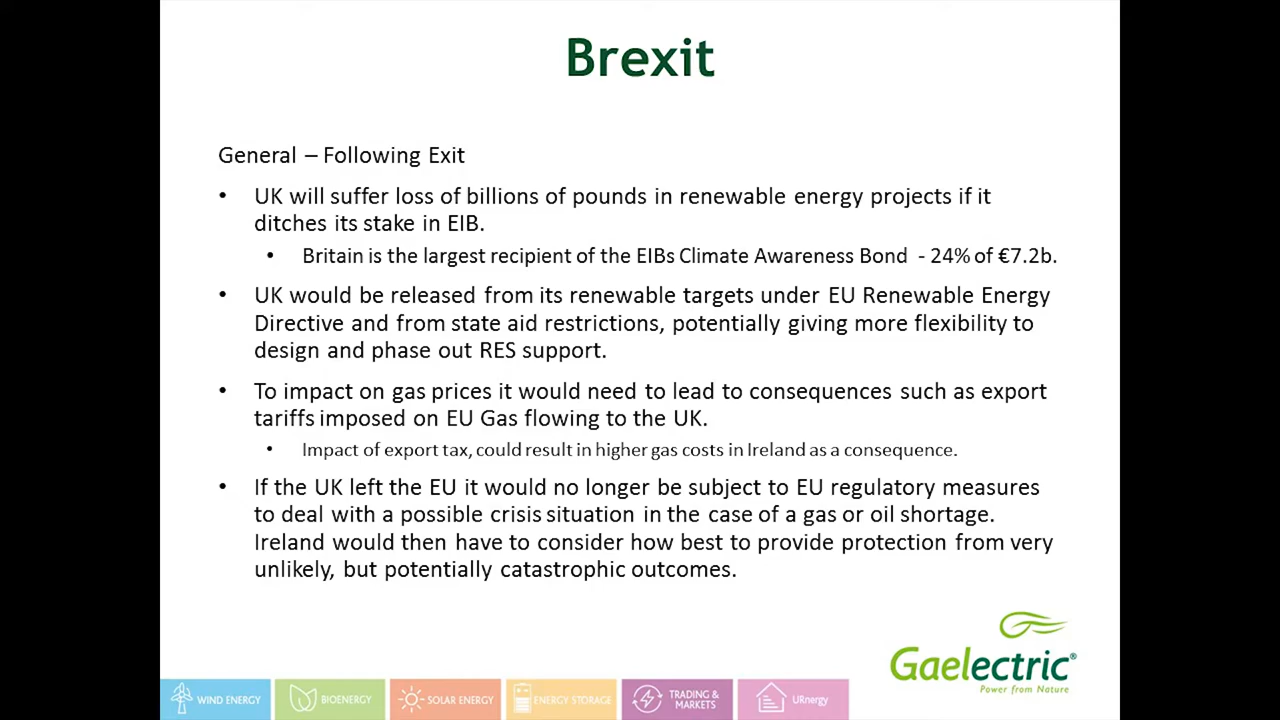 Brexit
General – Following Exit
• UK will suffer loss of billions of pounds in renewable energy projects if it
ditches its stake in EIB.
• Britain is the largest recipient of the EIBs Climate Awareness Bond - 24% of €7.2b.
• UK would be released from its renewable targets under EU Renewable Energy
Directive and from state aid restrictions, potentially giving more flexibility to
design and phase out RES support.
• To impact on gas prices it would need to lead to consequences such as export
tariffs imposed on EU Gas flowing to the UK.
• Impact of export tax, could result in higher gas costs in Ireland as a consequence.
• If the UK left the EU it would no longer be subject to EU regulatory measures
to deal with a possible crisis situation in the case of a gas or oil shortage.
Ireland would then have to consider how best to provide protection from very
unlikely, but potentially catastrophic outcomes.
Gaelectric®
Power from Nature
WIND ENERGY
BIOENERGY
SOLAR ENERGY
ENERGY STORAGE
TRADING &
MARKETS
URnergy